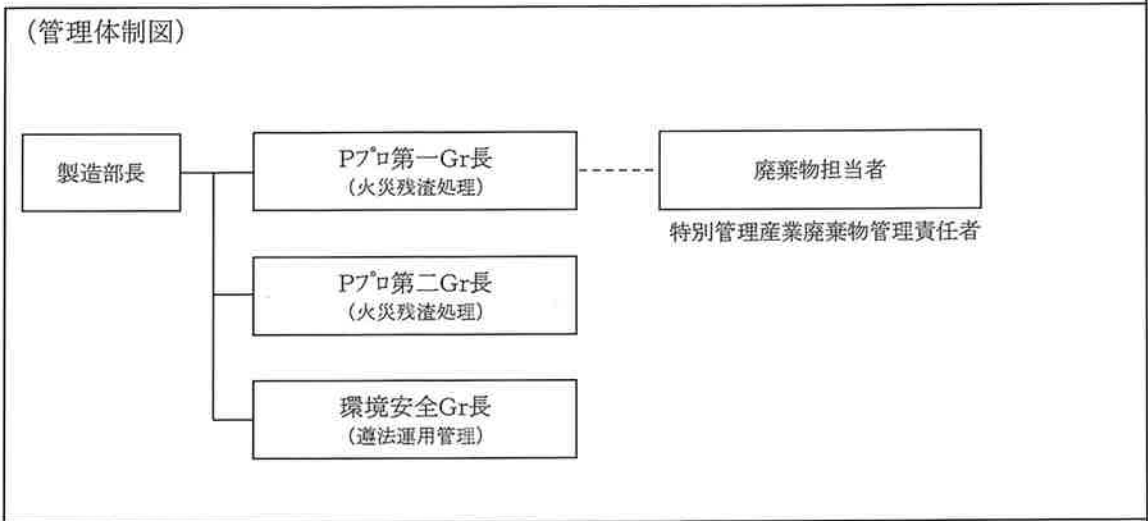 （管理体制図）
製造部長
Pﾌﾟﾛ第一Gr長
（火災残渣処理）
廃棄物担当者
特別管理産業廃棄物管理責任者
Pﾌﾟﾛ第二Gr長
（火災残渣処理）
環境安全Gr長
（遵法運用管理）